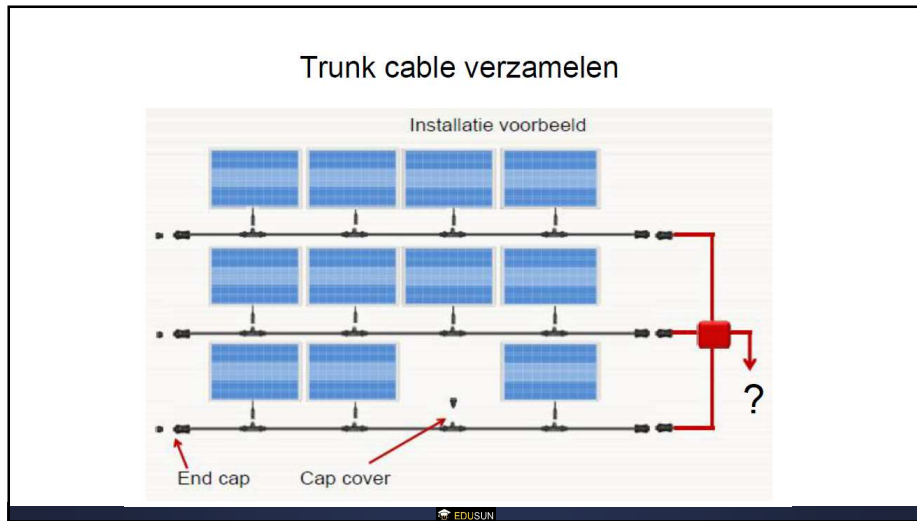 Trunk cable verzamelen
Installatie voorbeeld
?
End cap
Cap cover
EDUSUN